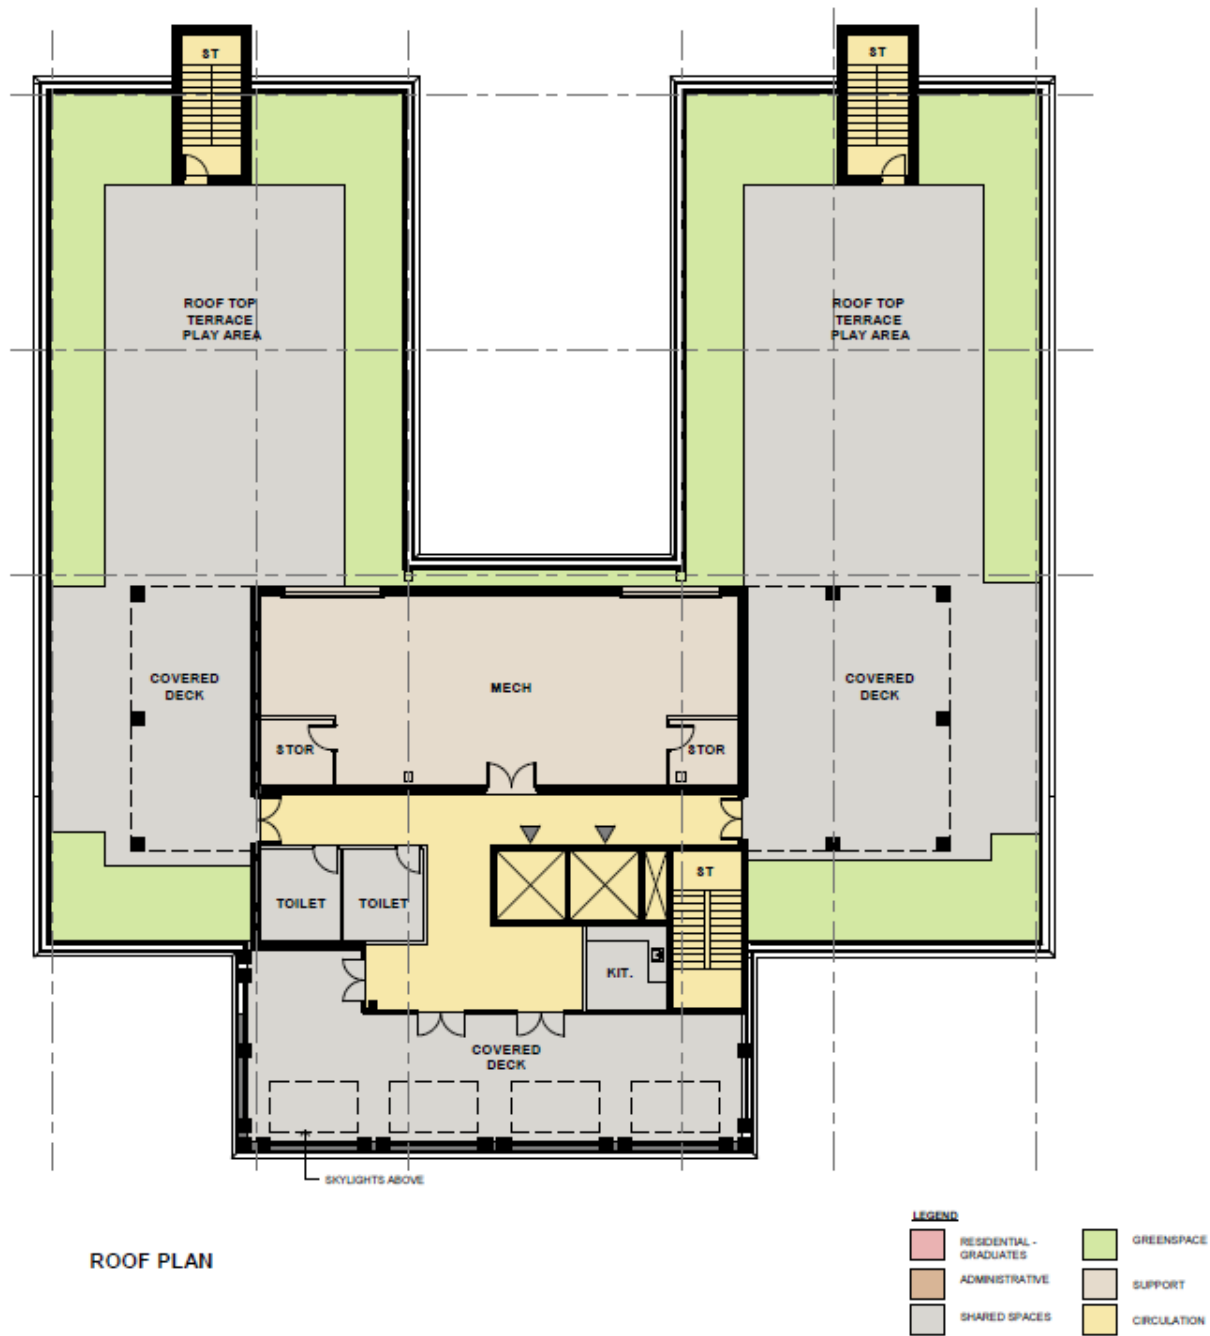 ST
ST
ROOF TOP
TERRACE
PLAY AREA
ROOF TOP
TERRACE
PLAY AREA
COVERED
DECK
MECH
COVERED
DECK
STOR
STOR
ST
TOILET
TOILET
KIT.
COVERED
DECK
SKYLIGHTS ABOVE
ROOF PLAN
LEGEND
RESIDENTIAL -
GRADUATES
GREENSPACE
ADMINISTRATIVE
SUPPORT
SHARED SPACES
CIRCULATION